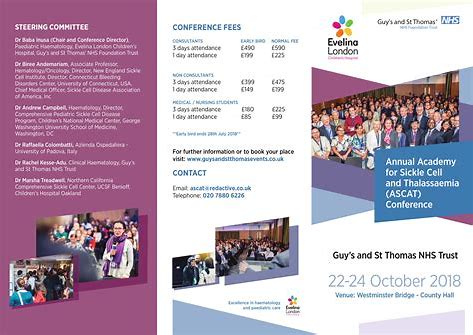 STEERING COMMITTEE
Dr Baba Inusa (Chair and Conference Director),
Paediatric Haematology, Evelina London Children's
Hospital, Guy's and St Thomas' NHS Foundation Trust
Dr Biree Andemariam, Associate Professor,
Hematology/Oncology, Director, New England Sickle
Cell Institute, Director, Connecticut Bleeding
Disorders Center, University of Connecticut, USA,
Chief Medical Officer, Sickle Cell Disease Association
of America, Inc
Dr Andrew Campbell, Haematology, Director,
Comprehensive Pediatric Sickle Cell Disease
Program, Children's National Medical Center, George
Washington University School of Medicine,
Washington, DC
Dr Raffaella Colombatti, Azienda Ospedaliera -
University of Padova, Italy
Dr Rachel Kesse-Adu, Clinical Haematology, Guy's
and St Thomas NHS Trust
Dr Marsha Treadwell, Northern California
Comprehensive Sickle Cell Center, UCSF Benioff,
Children's Hospital Oakland
CONFERENCE FEES
CONSULTANTS EARLY BIRD NORMAL FEE
3 days attendance £490 £590
1 day attendance £199 £225
NON CONSULTANTS
3 days attendance £399 £475
1 day attendance £149 £199
MEDICAL / NURSING STUDENTS
3 days attendance £180 £225
1 day attendance £85 £99
**Early bird ends 28th July 2018**
For further information or to book your place
visit: www.guysandstthomasevents.co.uk
CONTACT
Email: ascat@redactive.co.uk
Telephone: 020 7880 6226
Excellence in haematology
and paediatric care
Evelina
London
Evelina
London
Children's Hospital
Guy's and St Thomas' NHS
NHS Foundation Trust
Annual Academy
for Sickle Cell
and Thalassaemia
(ASCAT)
Conference
Guy's and St Thomas NHS Trust
22-24 October 2018
Venue: Westminster Bridge - County Hall